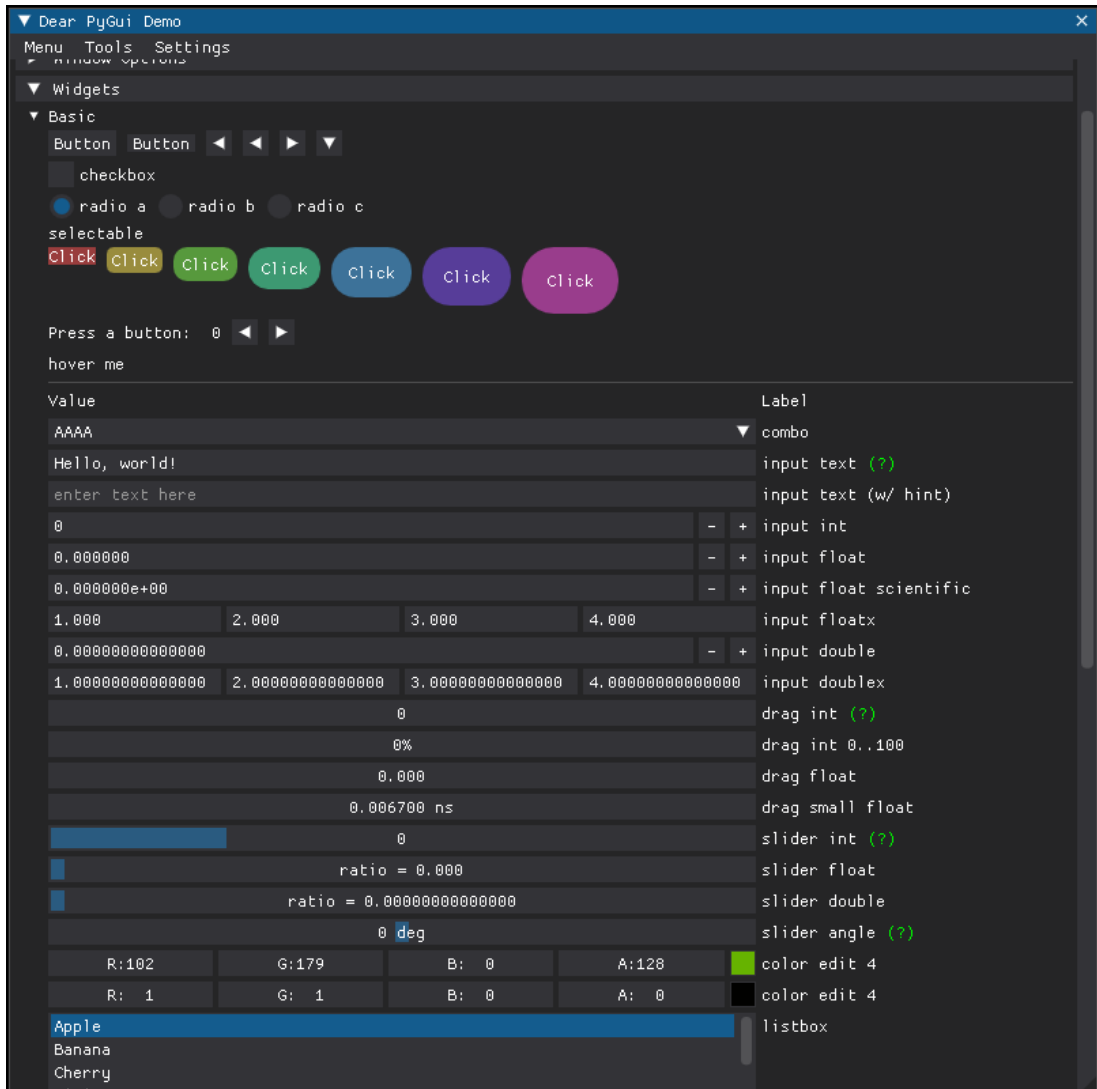 Dear PyGui Demo
Menu Tools Settings
Window Options
Widgets
Basic
Button Button
checkbox
radio a radio b radio c
selectable
Click Click Click Click Click Click Click
Press a button: 0
hover me
Value Label
AAAA combo
Hello, world! input text (?)
enter text here input text (w/ hint)
0 - + input int
0.000000 - + input float
0.000000e+00 - + input float scientific
1.000 2.000 3.000 4.000 input floatx
0.00000000000000 - + input double
1.00000000000000 2.00000000000000 3.00000000000000 4.00000000000000 input doublex
0 drag int (?)
0% drag int 0..100
0.000 drag float
0.006700 ns drag small float
0 slider int (?)
ratio = 0.000 slider float
ratio = 0.00000000000000 slider double
0 deg slider angle (?)
R:102 G:179 B: 0 A:128 color edit 4
R: 1 G: 1 B: 0 A: 0 color edit 4
Apple listbox
Banana
Cherry